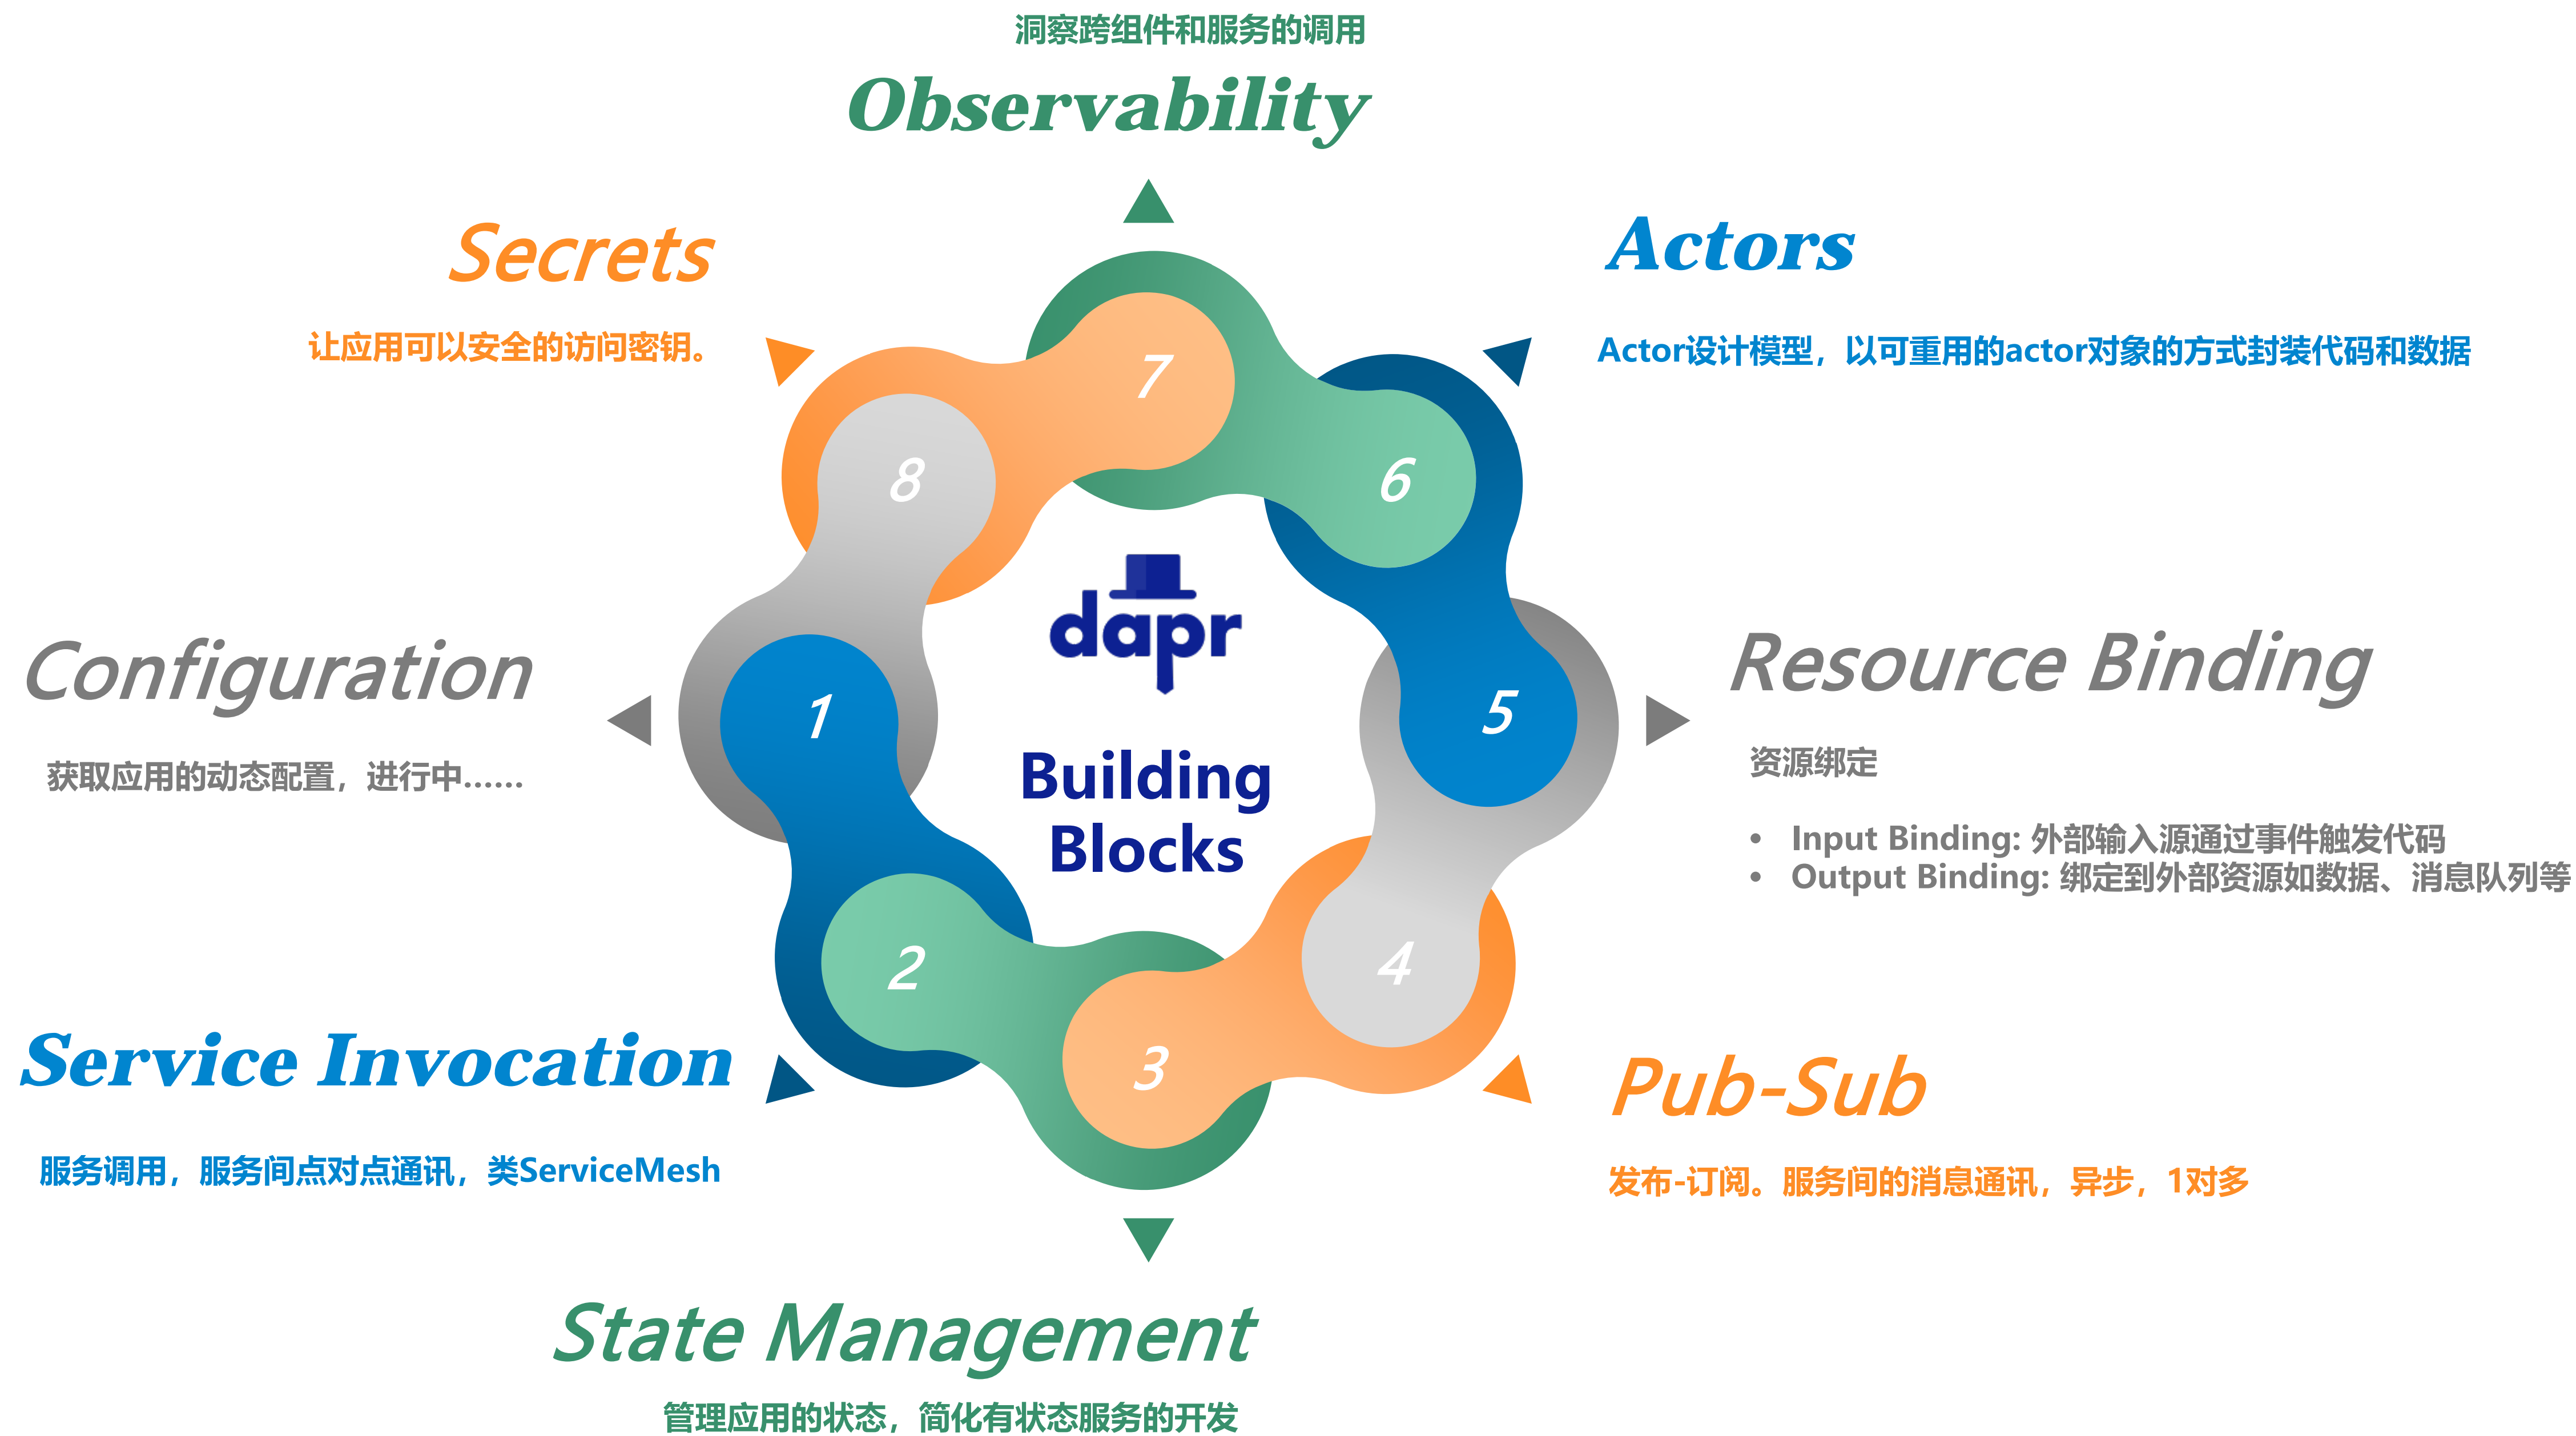 洞察跨组件和服务的调用
Observability
Secrets
让应用可以安全的访问密钥。
Actors
Actor设计模型，以可重用的actor对象的方式封装代码和数据
7
8
6
dapr
Building
Blocks
Configuration
获取应用的动态配置，进行中......
1
5
Resource Binding
资源绑定
• Input Binding: 外部输入源通过事件触发代码
• Output Binding: 绑定到外部资源如数据、消息队列等
2
3
4
Service Invocation
服务调用，服务间点对点通讯，类ServiceMesh
Pub-Sub
发布-订阅。服务间的消息通讯，异步，1对多
State Management
管理应用的状态，简化有状态服务的开发